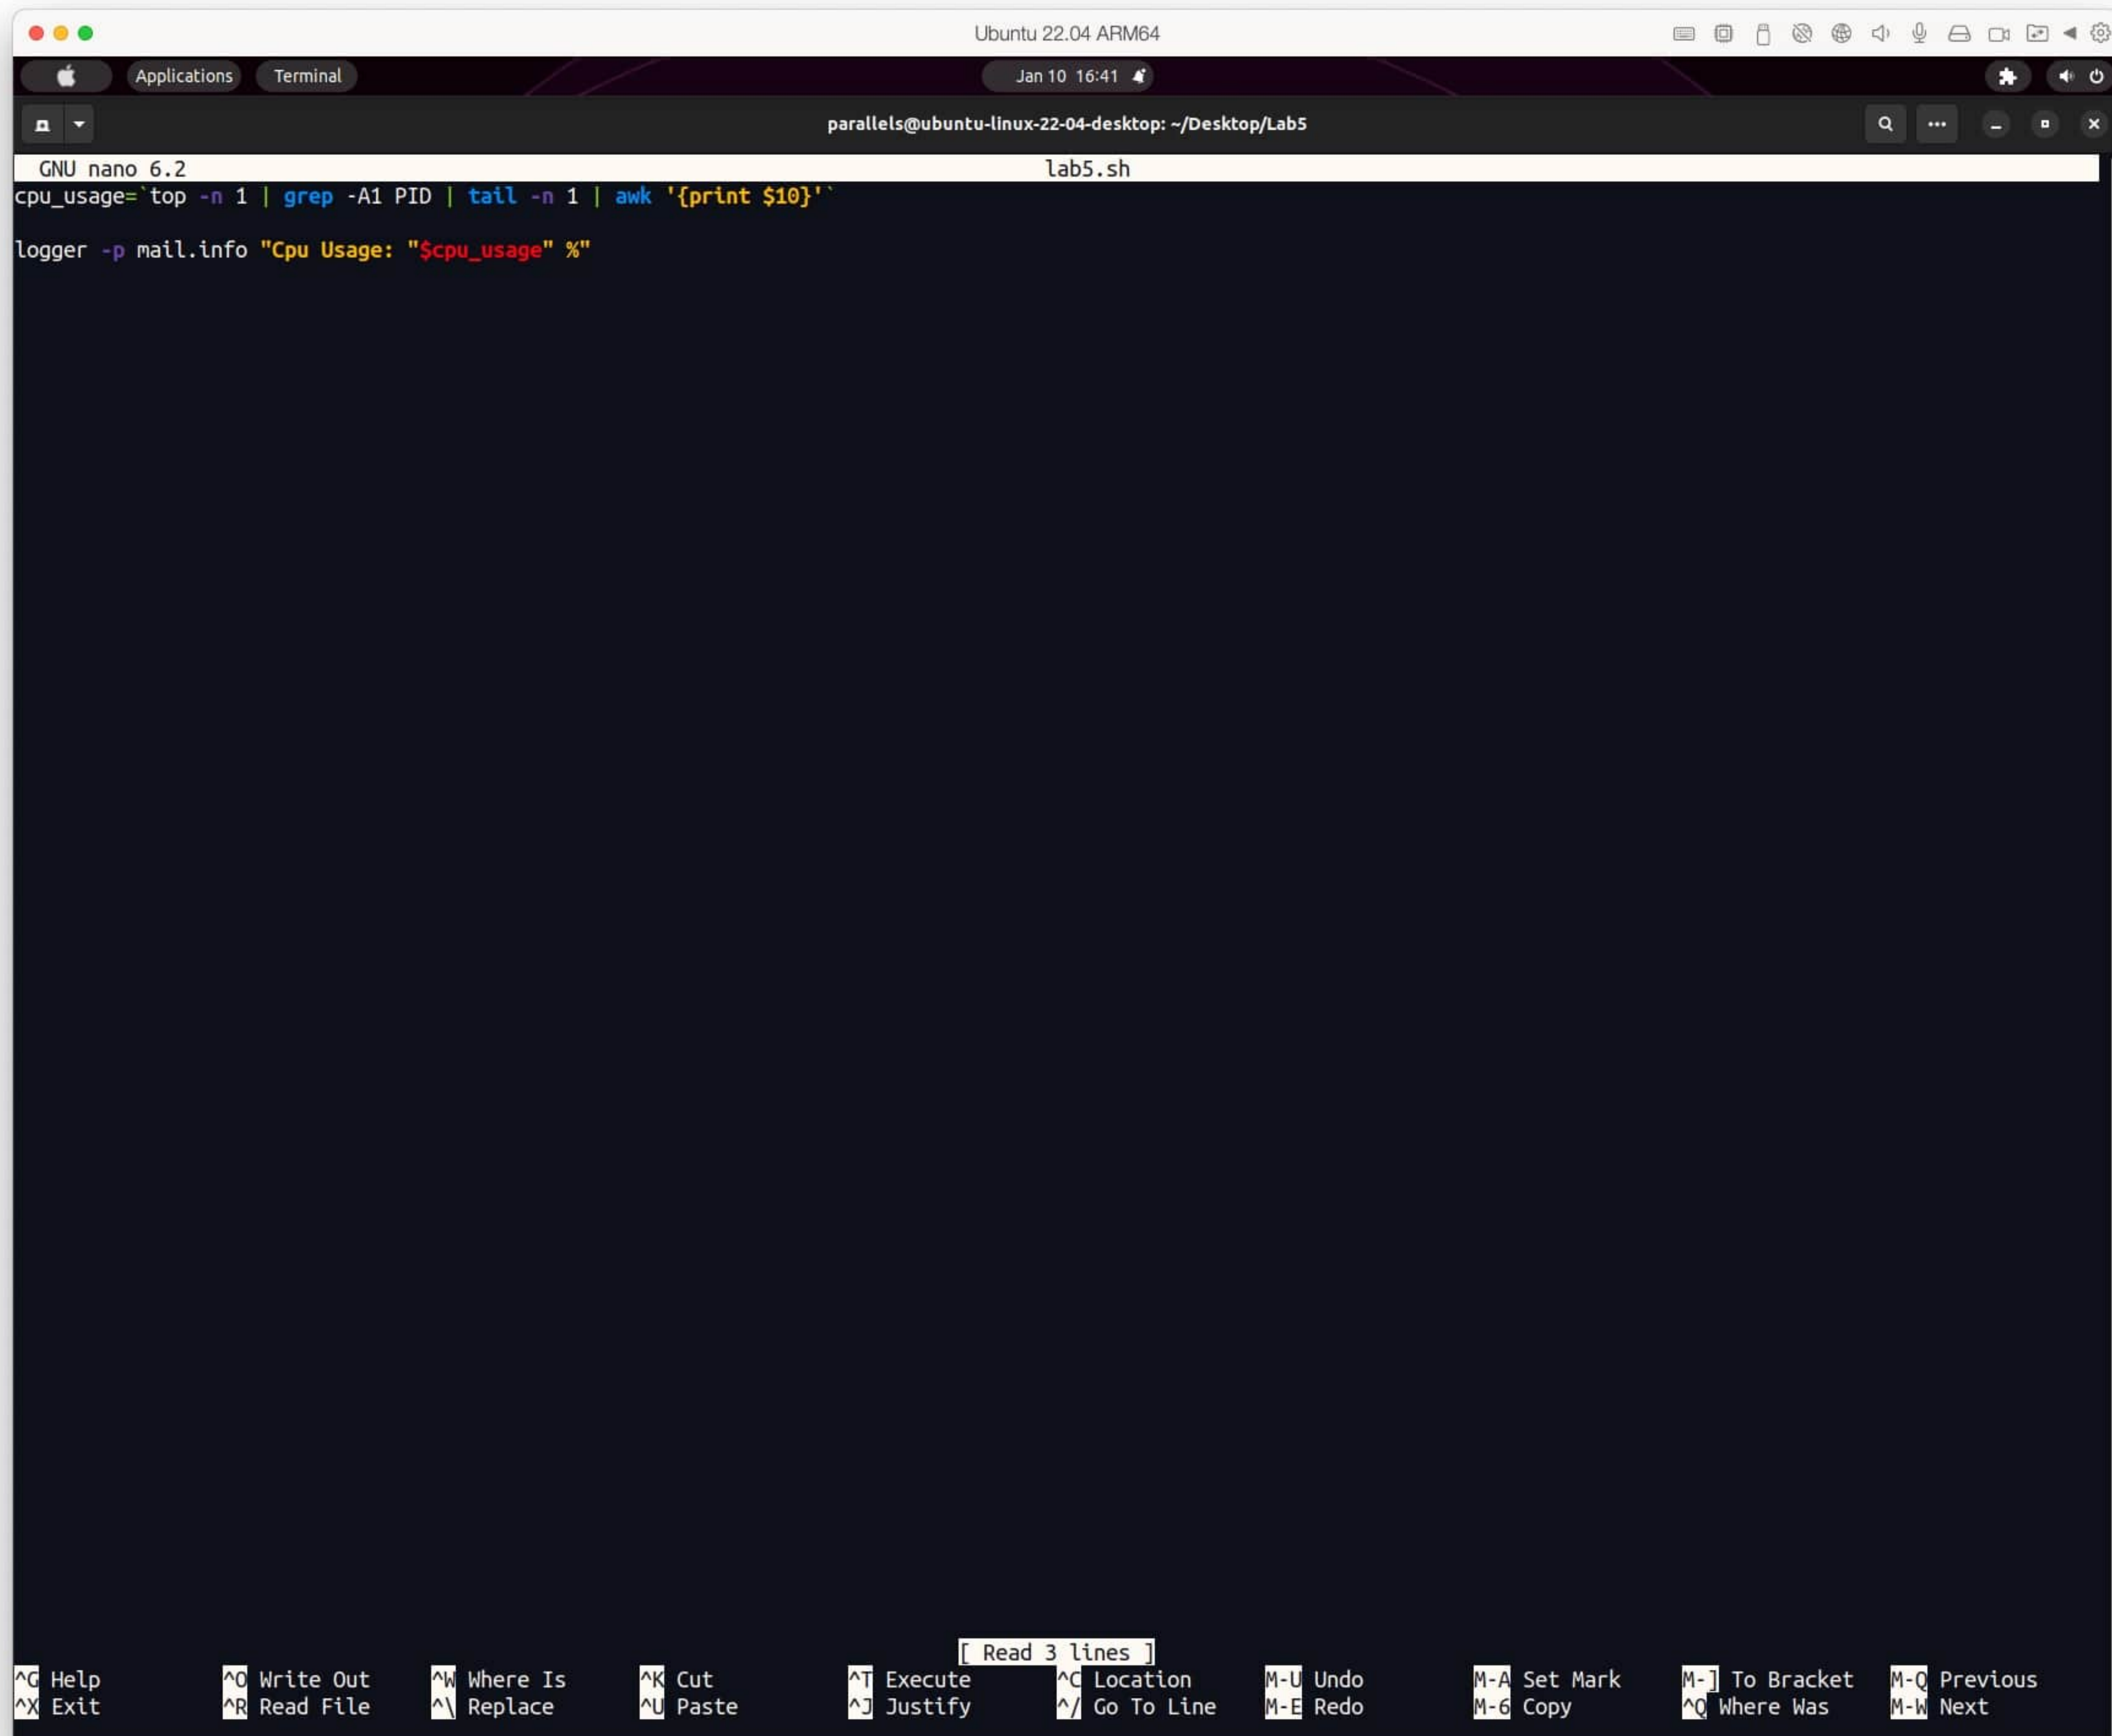 Ubuntu 22.04 ARM64
Applications Terminal Jan 10 16:41
parallels@ubuntu-linux-22-04-desktop: ~/Desktop/Lab5
GNU nano 6.2 lab5.sh
cpu_usage=`top -n 1 | grep -A1 PID | tail -n 1 | awk '{print $10}'`
logger -p mail.info "Cpu Usage: "$cpu_usage" %"
[ Read 3 lines ]
^G Help ^O Write Out ^W Where Is ^K Cut ^T Execute ^C Location M-U Undo M-A Set Mark M-] To Bracket M-Q Previous
^X Exit ^R Read File ^\ Replace ^U Paste ^J Justify ^/ Go To Line M-E Redo M-6 Copy ^Q Where Was M-W Next